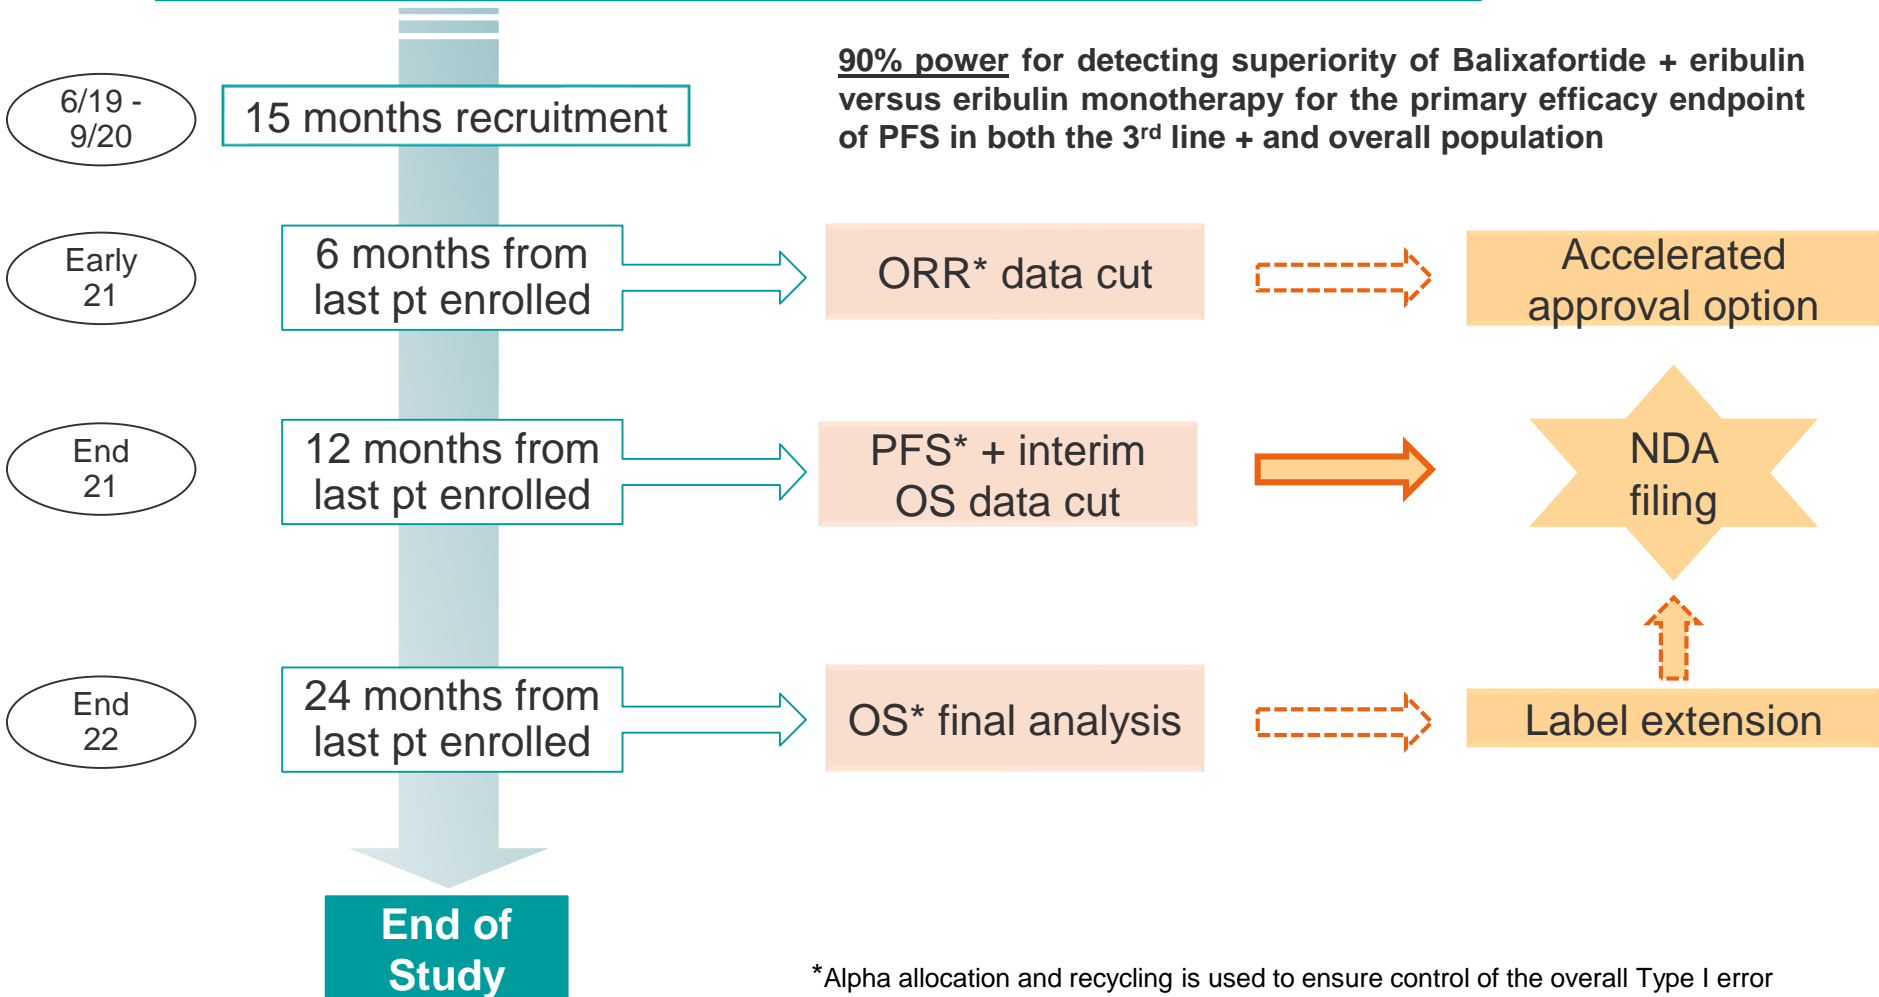 90% power for detecting superiority of Balixafortide + eribulin
versus eribulin monotherapy for the primary efficacy endpoint
of PFS in both the 3rd line + and overall population
6/19 -
9/20
15 months recruitment
Early
21
6 months from
last pt enrolled
ORR* data cut
Accelerated
approval option
End
21
12 months from
last pt enrolled
PFS* + interim
OS data cut
NDA
filing
End
22
24 months from
last pt enrolled
OS* final analysis
Label extension
End of
Study
*Alpha allocation and recycling is used to ensure control of the overall Type I error